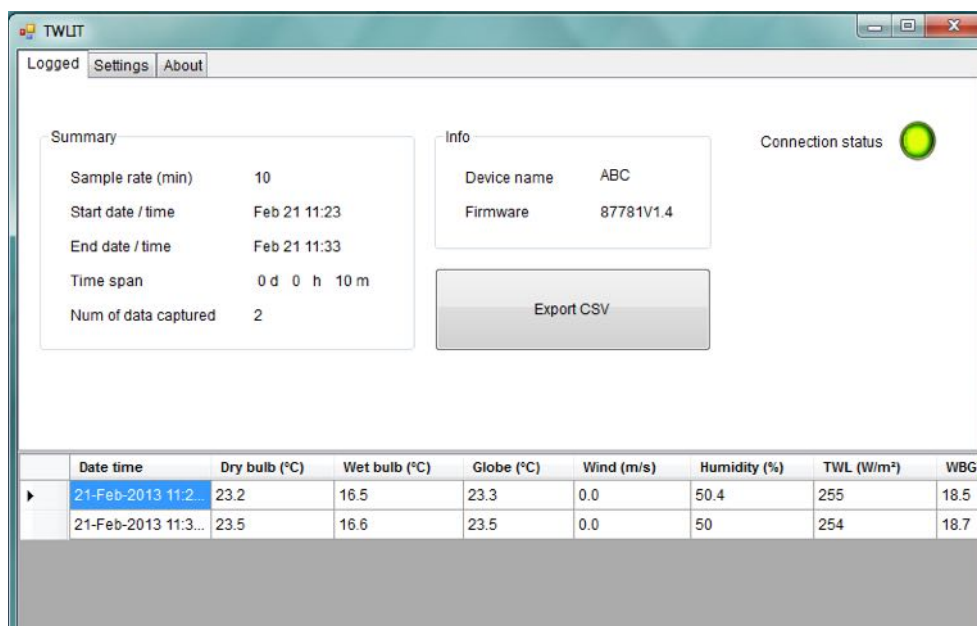 TWLIT
Logged Settings About
Summary
Sample rate (min) 10
Start date / time Feb 21 11:23
End date / time Feb 21 11:33
Time span 0 d 0 h 10 m
Num of data captured 2
Info
Device name ABC
Firmware 87781V1.4
Connection status
Export CSV
Date time Dry bulb (ºC) Wet bulb (ºC) Globe (ºC) Wind (m/s) Humidity (%) TWL (W/m²) WBG
21-Feb-2013 11:2... 23.2 16.5 23.3 0.0 50.4 255 18.5
21-Feb-2013 11:3... 23.5 16.6 23.5 0.0 50 254 18.7